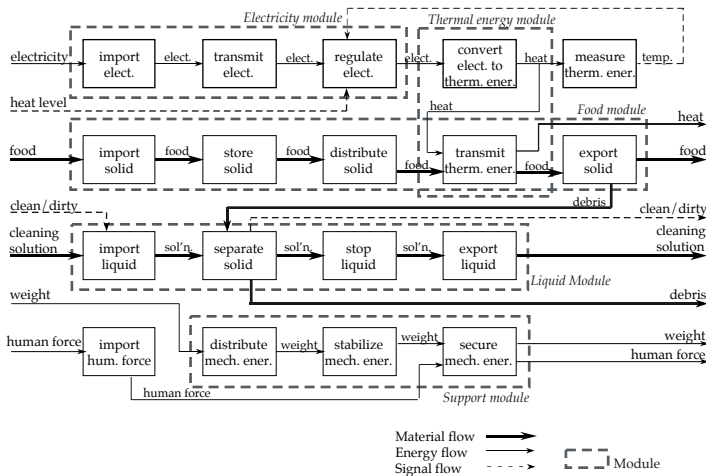 Electricity module
Thermal energy module
electricity
import
elect.
elect.
transmit
elect.
elect.
regulate
elect.
elect.
convert
elect. to
therm. ener.
heat
measure
therm. ener.
temp.
heat level
heat
Food module
heat
food
import
solid
food
store
solid
food
distribute
solid
food
transmit
therm. ener.
food
export
solid
food
debris
clean/dirty
clean/dirty
cleaning
solution
import
liquid
sol'n.
separate
solid
sol'n.
stop
liquid
sol'n.
export
liquid
cleaning
solution
Liquid Module
debris
weight
human force
import
hum. force
distribute
mech. ener.
weight
stabilize
mech. ener.
weight
secure
mech. ener.
weight
human force
human force
Support module
Material flow
Energy flow
Signal flow
Module